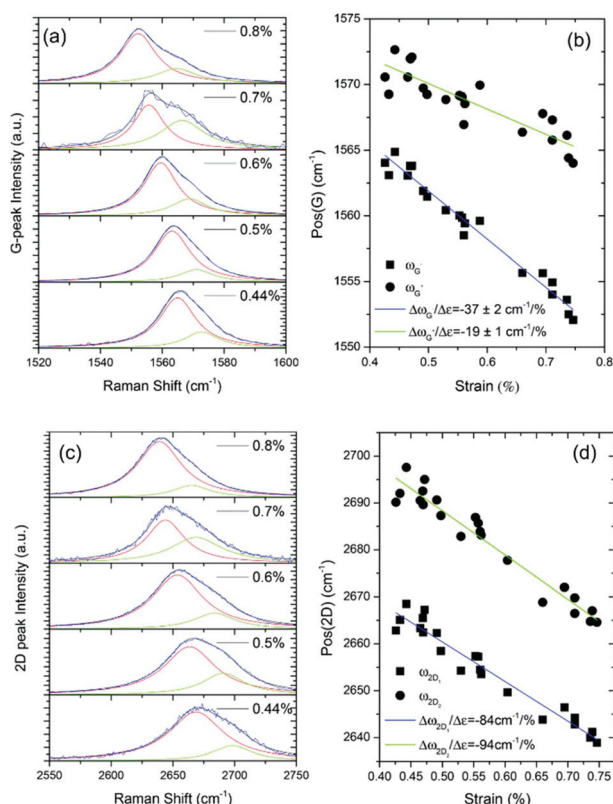 (a)
0.8%
0.7%
0.6%
0.5%
0.44%
G-peak Intensity (a.u.)
1520 1540 1560 1580 1600
Raman Shift (cm⁻¹)
(b)
1575
1570
1565
1560
1555
1550
Pos(G) (cm⁻¹)
ω_G⁻
ω_G⁺
Δω_G⁻/Δε=-37 ± 2 cm⁻¹/%
Δω_G⁺/Δε=-19 ± 1 cm⁻¹/%
0.4 0.5 0.6 0.7 0.8
Strain (%)
(c)
0.8%
0.7%
0.6%
0.5%
0.44%
2D peak Intensity (a.u.)
2550 2600 2650 2700 2750
Raman Shift (cm⁻¹)
(d)
2700
2690
2680
2670
2660
2650
2640
Pos(2D) (cm⁻¹)
ω_2D₁
ω_2D₂
Δω_2D₁/Δε=-84cm⁻¹/%
Δω_2D₂/Δε=-94cm⁻¹/%
0.40 0.45 0.50 0.55 0.60 0.65 0.70 0.75
Strain (%)